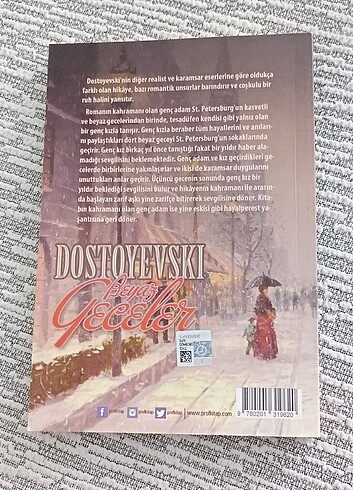 Dostoyevski'nin diğer realist ve karamsar eserlerine göre oldukça
farklı olan hikâye, bazı romantik unsurlar barındırır ve coşkulu bir
ruh halini yansıtır.
Romanın kahramanı olan genç adam St. Petersburg'un kasvetli
ve beyaz gecelerinden birinde, tesadüfen kendisi gibi yalnız olan
bir genç kızla tanışır. Genç kızla beraber tüm hayallerini ve anıla-
rını paylaştıkları dört beyaz geceyi St. Petersburg'un sokaklarında
geçirir. Genç kız birkaç yıl önce tanıştığı fakat bir yıldır haber ala-
madığı sevgilisini beklemektedir. Genç adam ve kız geçirdikleri ge-
celerde birbirlerine yakınlaşırlar ve ikisi de karamsar duygularını
unuttukları anlar geçirir. Üçüncü gecenin sonunda genç kız bir
yıldır beklediği sevgilisini bulur ve hikâyenin kahramanı ile arasın-
da başlayan zarif aşkı yine zarifçe bitirerek sevgilisine döner. Kita-
bın kahramanı olan genç adam ise yine eskisi gibi hayalperest ya-
şantısına geri döner.
DOSTOYEVSKI
Beyaz
Geceler
/profkitap
/profkitap
/profkitap
www.profkitap.com
9 780201 319620